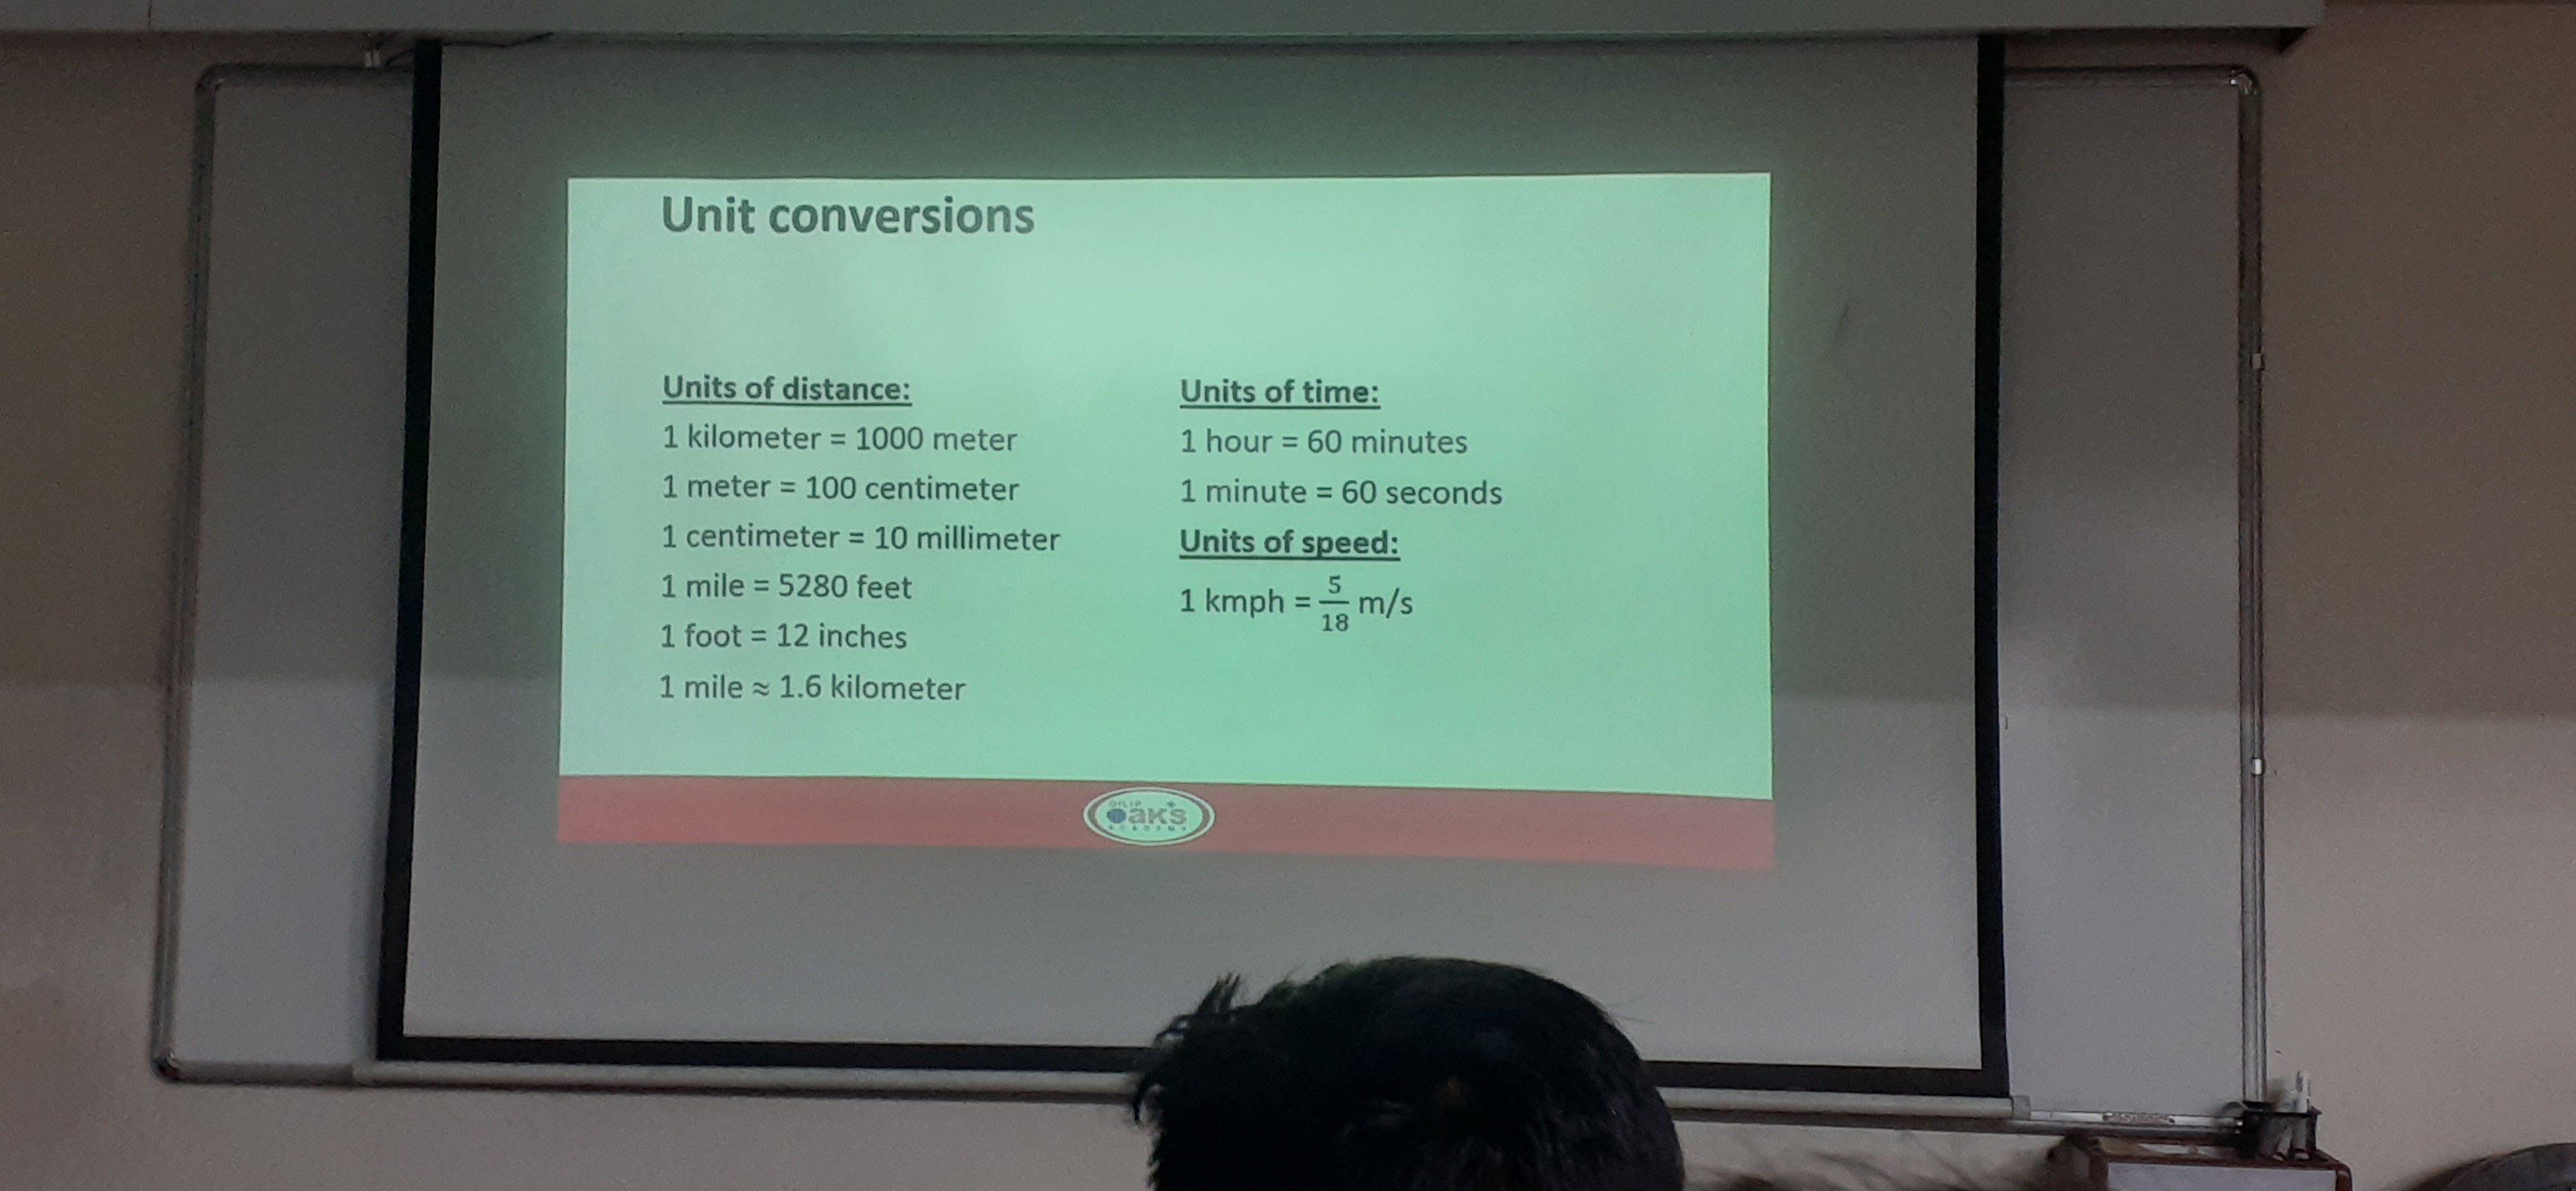 Unit conversions
Units of distance:
1 kilometer = 1000 meter
1 meter = 100 centimeter
1 centimeter = 10 millimeter
1 mile = 5280 feet
1 foot = 12 inches
1 mile ≈ 1.6 kilometer
Units of time:
1 hour = 60 minutes
1 minute = 60 seconds
Units of speed:
1 kmph = 5/18 m/s
DILIP
oaks
ACADEMY